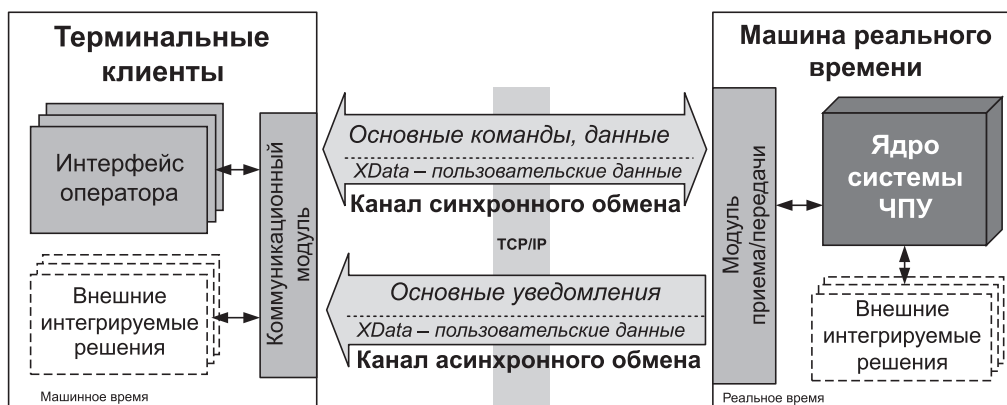 Терминальные
клиенты
Интерфейс
оператора
Внешние
интегрируемые
решения
Машинное время
Коммуникационный
модуль
Основные команды, данные
XData – пользовательские данные
Канал синхронного обмена
TCP/IP
Основные уведомления
XData – пользовательские данные
Канал асинхронного обмена
Машина реального
времени
Модуль
приема/передачи
Ядро
системы
ЧПУ
Внешние
интегрируемые
решения
Реальное время